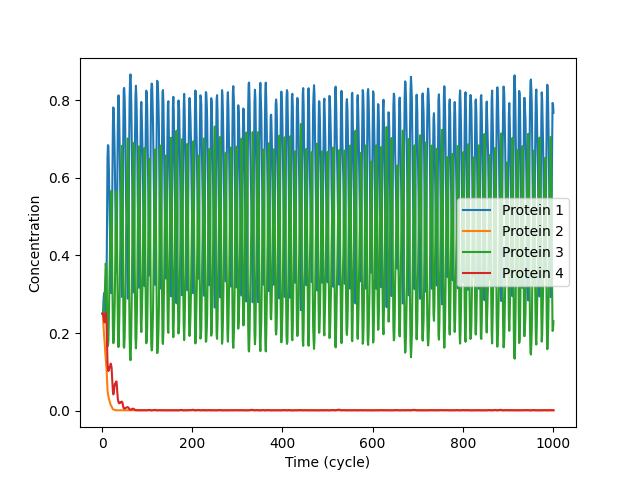 Concentration
0.8
0.6
0.4
0.2
0.0
Protein 1
Protein 2
Protein 3
Protein 4
0 200 400 600 800 1000
Time (cycle)